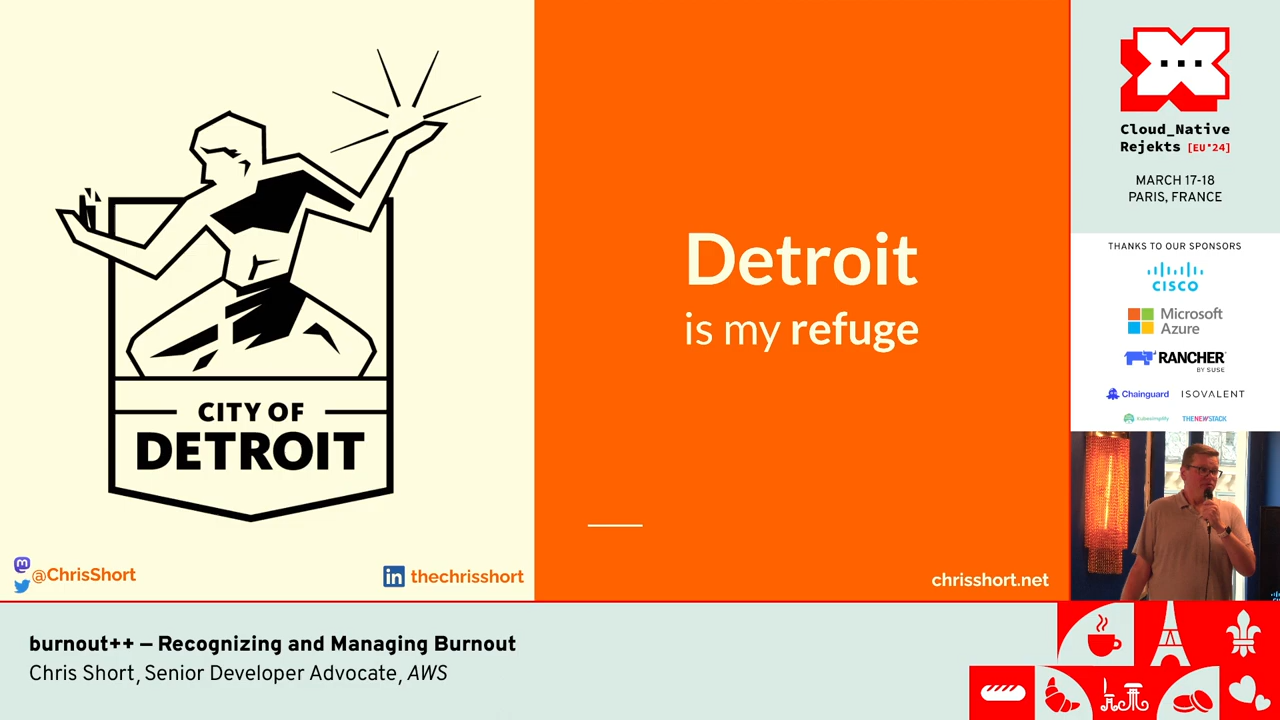 CITY OF
DETROIT
@ChrisShort
thechrisshort
Detroit
is my refuge
chrisshort.net
Cloud_Native
Rejekts [EU'24]
MARCH 17-18
PARIS, FRANCE
THANKS TO OUR SPONSORS
CISCO
Microsoft
Azure
RANCHER
BY SUSE
Chainguard
ISOVALENT
kubesimplify
THENEWSTACK
burnout++ – Recognizing and Managing Burnout
Chris Short, Senior Developer Advocate, AWS